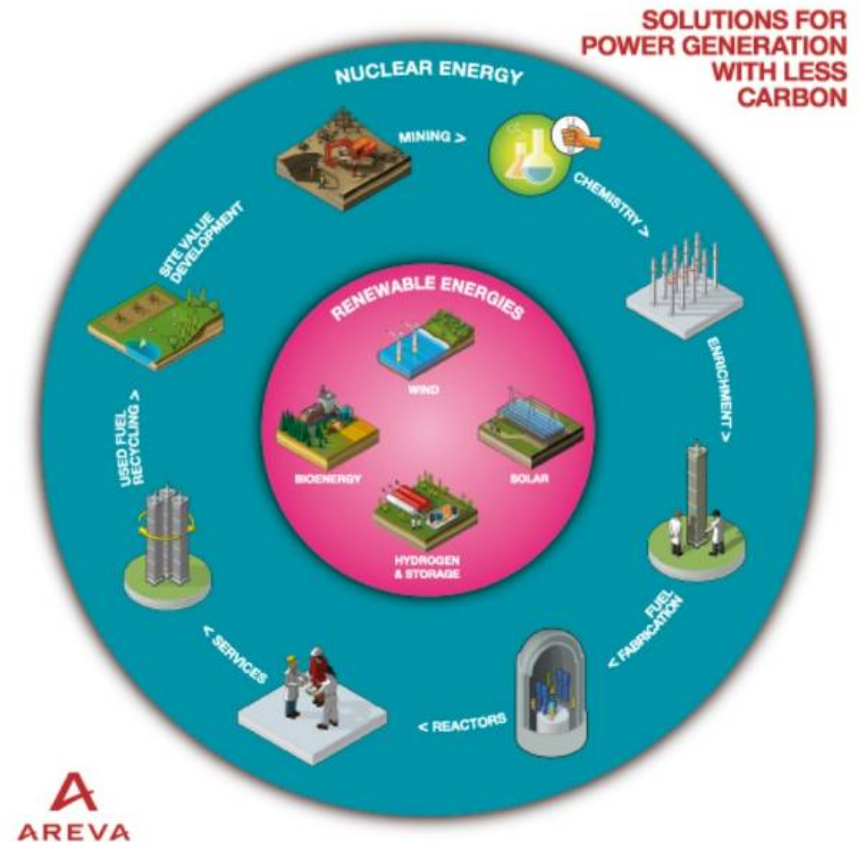 SOLUTIONS FOR
POWER GENERATION
WITH LESS
CARBON
NUCLEAR ENERGY
MINING >
CHEMISTRY >
ENRICHMENT >
FUEL
< FABRICATION
< REACTORS
< SERVICES
USED FUEL
RECYCLING >
SITE VALUE
DEVELOPMENT
RENEWABLE ENERGIES
WIND
SOLAR
HYDROGEN
& STORAGE
BIOENERGY
AREVA